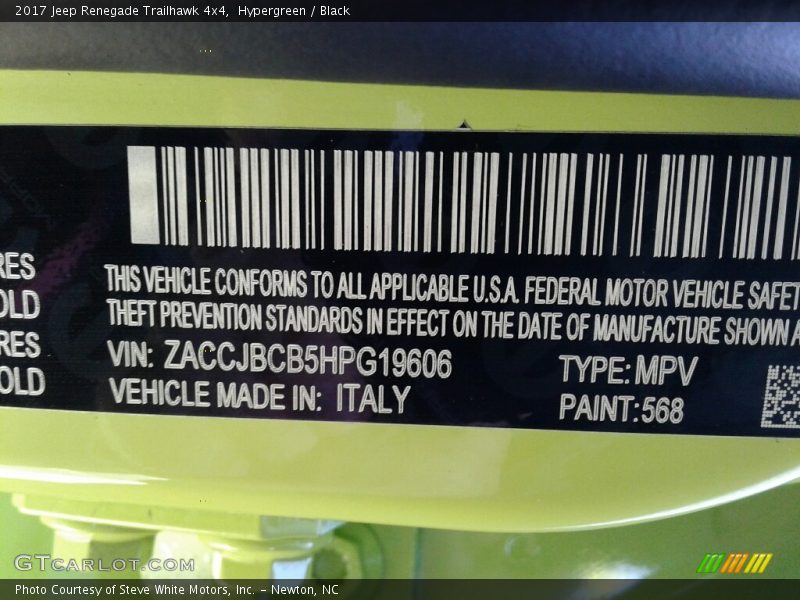 2017 Jeep Renegade Trailhawk 4x4, Hypergreen / Black
RES
OLD
RES
OLD
THIS VEHICLE CONFORMS TO ALL APPLICABLE U.S.A. FEDERAL MOTOR VEHICLE SAFET
THEFT PREVENTION STANDARDS IN EFFECT ON THE DATE OF MANUFACTURE SHOWN A
VIN: ZACCJBCB5HPG19606
TYPE: MPV
VEHICLE MADE IN: ITALY
PAINT: 568
GTCARLOT.COM
Photo Courtesy of Steve White Motors, Inc. – Newton, NC